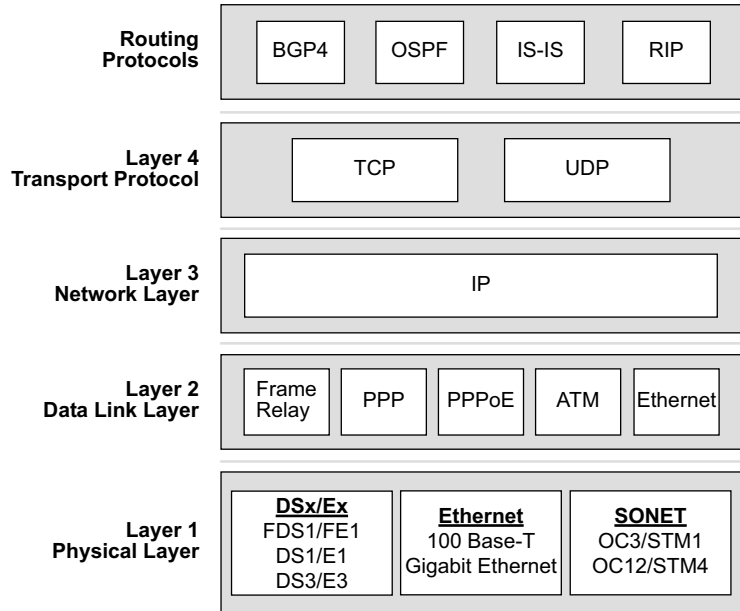 Routing
Protocols
BGP4
OSPF
IS-IS
RIP
Layer 4
Transport Protocol
TCP
UDP
Layer 3
Network Layer
IP
Layer 2
Data Link Layer
Frame
Relay
PPP
PPPoE
ATM
Ethernet
Layer 1
Physical Layer
DSx/Ex
FDS1/FE1
DS1/E1
DS3/E3
Ethernet
100 Base-T
Gigabit Ethernet
SONET
OC3/STM1
OC12/STM4